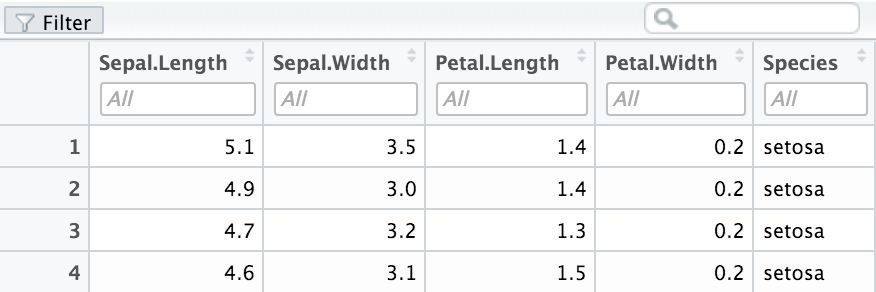 Filter
Sepal.Length Sepal.Width Petal.Length Petal.Width Species
All All All All All
1 5.1 3.5 1.4 0.2 setosa
2 4.9 3.0 1.4 0.2 setosa
3 4.7 3.2 1.3 0.2 setosa
4 4.6 3.1 1.5 0.2 setosa